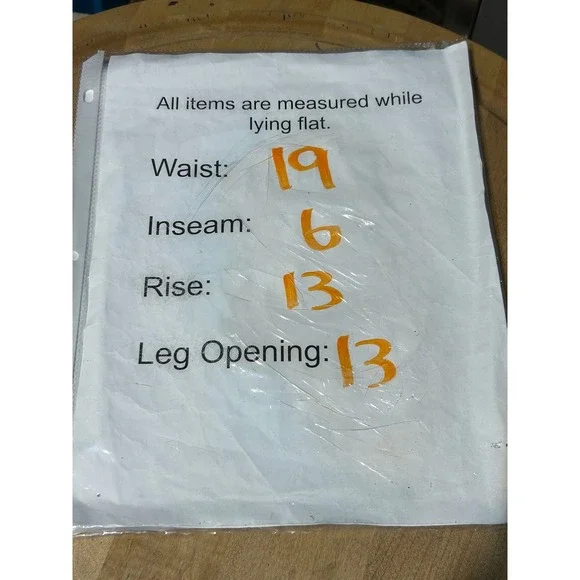 All items are measured while
lying flat.
Waist: 19
Inseam: 6
Rise: 13
Leg Opening: 13